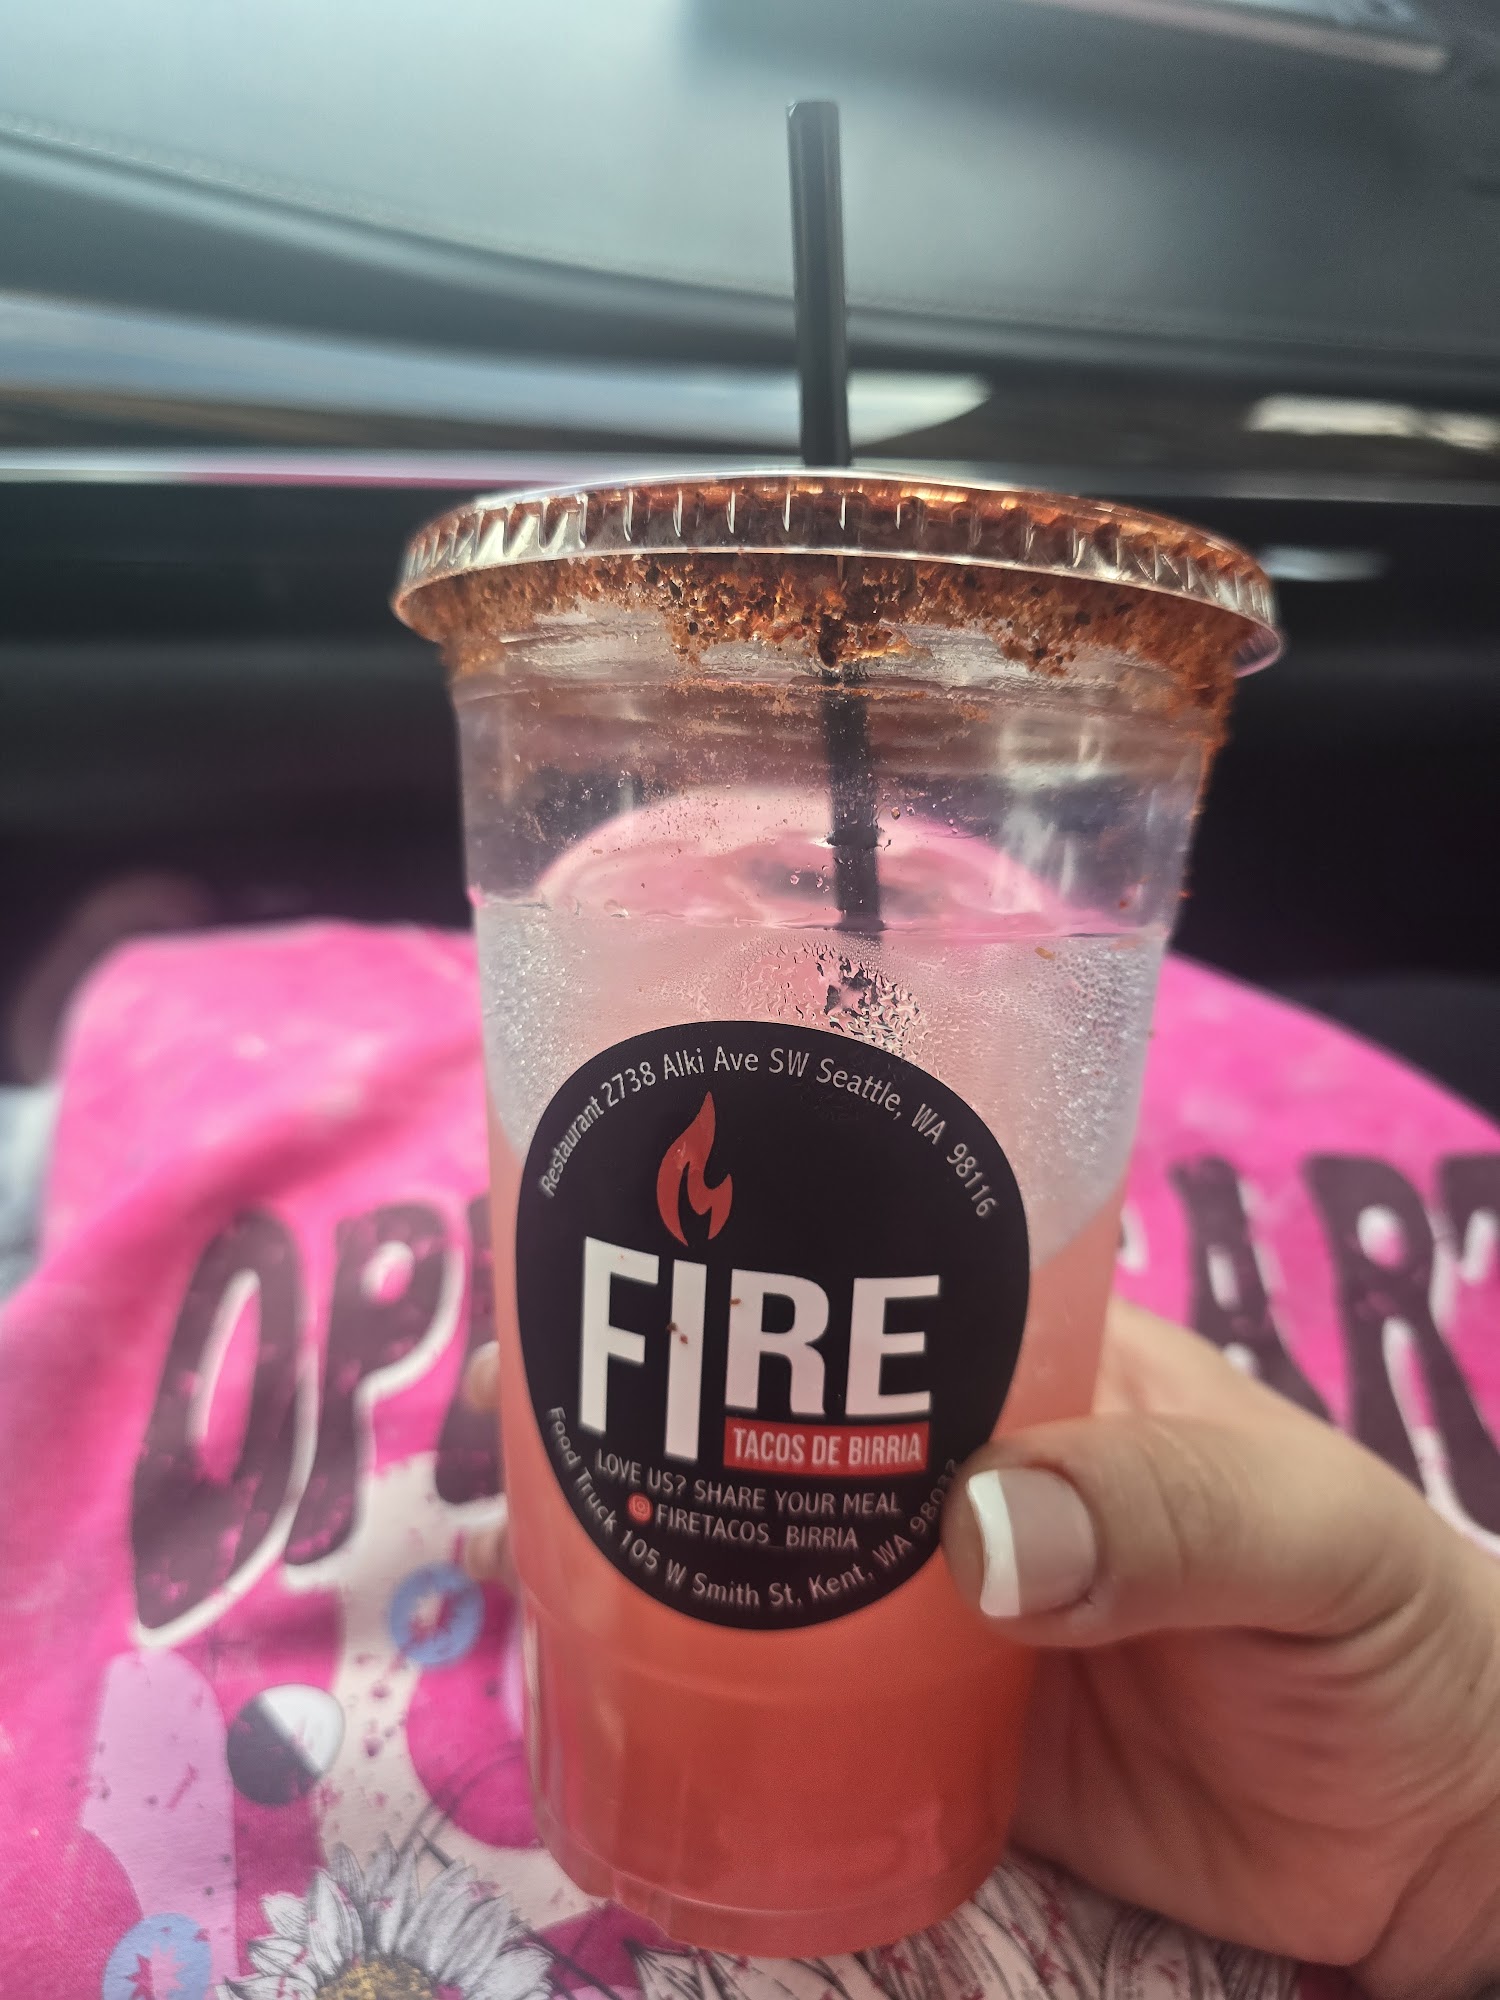 Restaurant 2738 Alki Ave SW Seattle, WA 98116
FIRE
TACOS DE BIRRIA
LOVE US? SHARE YOUR MEAL
FIRETACOS_BIRRIA
Food Truck 105 W Smith St, Kent, WA 98032